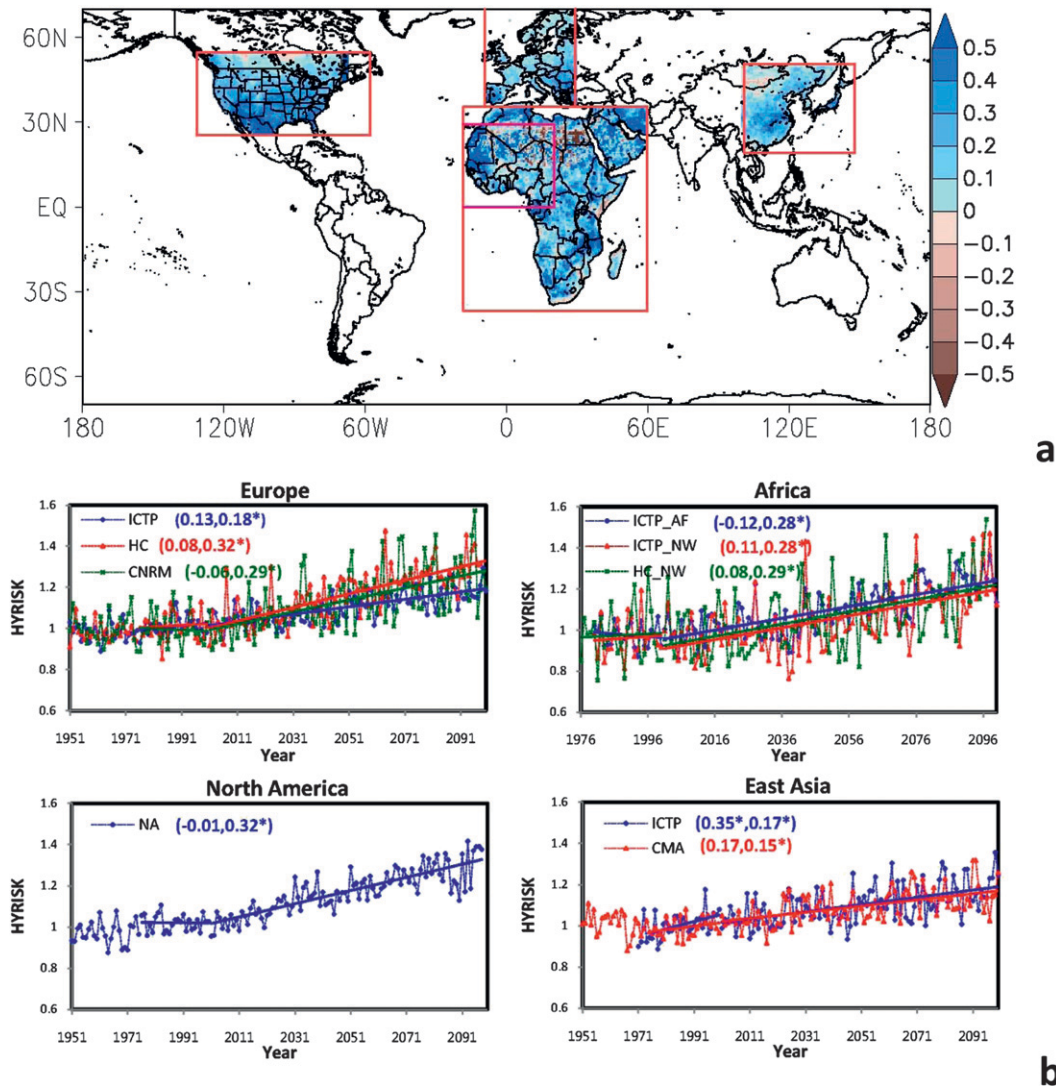 60N
30N
EQ
30S
60S
180 120W 60W 0 60E 120E 180
0.5
0.4
0.3
0.2
0.1
0
-0.1
-0.2
-0.3
-0.4
-0.5
a
Europe
HYRISK
1.6
1.4
1.2
1
0.8
0.6
ICTP (0.13,0.18*)
HC (0.08,0.32*)
CNRM (-0.06,0.29*)
1951 1971 1991 2011 2031 2051 2071 2091
Year
Africa
HYRISK
1.6
1.4
1.2
1
0.8
0.6
ICTP_AF (-0.12,0.28*)
ICTP_NW (0.11,0.28*)
HC_NW (0.08,0.29*)
1976 1996 2016 2036 2056 2076 2096
Year
North America
HYRISK
1.6
1.4
1.2
1
0.8
0.6
NA (-0.01,0.32*)
1951 1971 1991 2011 2031 2051 2071 2091
Year
East Asia
HYRISK
1.6
1.4
1.2
1
0.8
0.6
ICTP (0.35*,0.17*)
CMA (0.17,0.15*)
1951 1971 1991 2011 2031 2051 2071 2091
Year
b